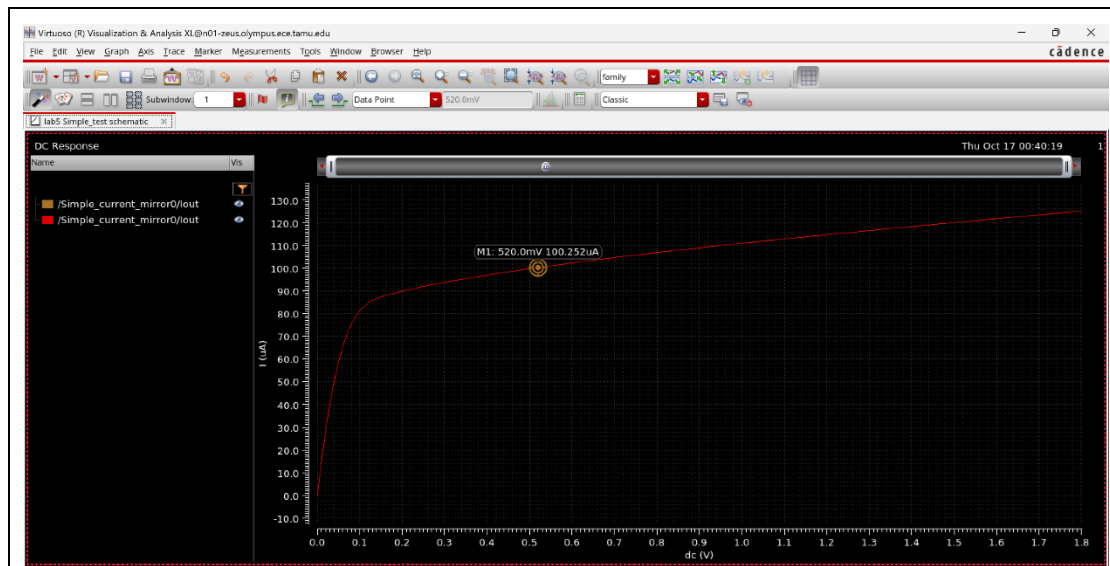 Virtuoso (R) Visualization & Analysis XL@n01-zeus.olympus.ece.tamu.edu
File Edit View Graph Axis Trace Marker Measurements Tools Window Browser Help
cādence
family
Subwindow: 1
Data Point
520.0mV
Classic
lab5 Simple_test schematic
DC Response
Thu Oct 17 00:40:19
1
Name
Vis
/Simple_current_mirror0/Iout
/Simple_current_mirror0/Iout
130.0
120.0
110.0
100.0
90.0
80.0
70.0
60.0
50.0
40.0
30.0
20.0
10.0
0.0
-10.0
I (uA)
M1: 520.0mV 100.252uA
0.0 0.1 0.2 0.3 0.4 0.5 0.6 0.7 0.8 0.9 1.0 1.1 1.2 1.3 1.4 1.5 1.6 1.7 1.8
dc (V)